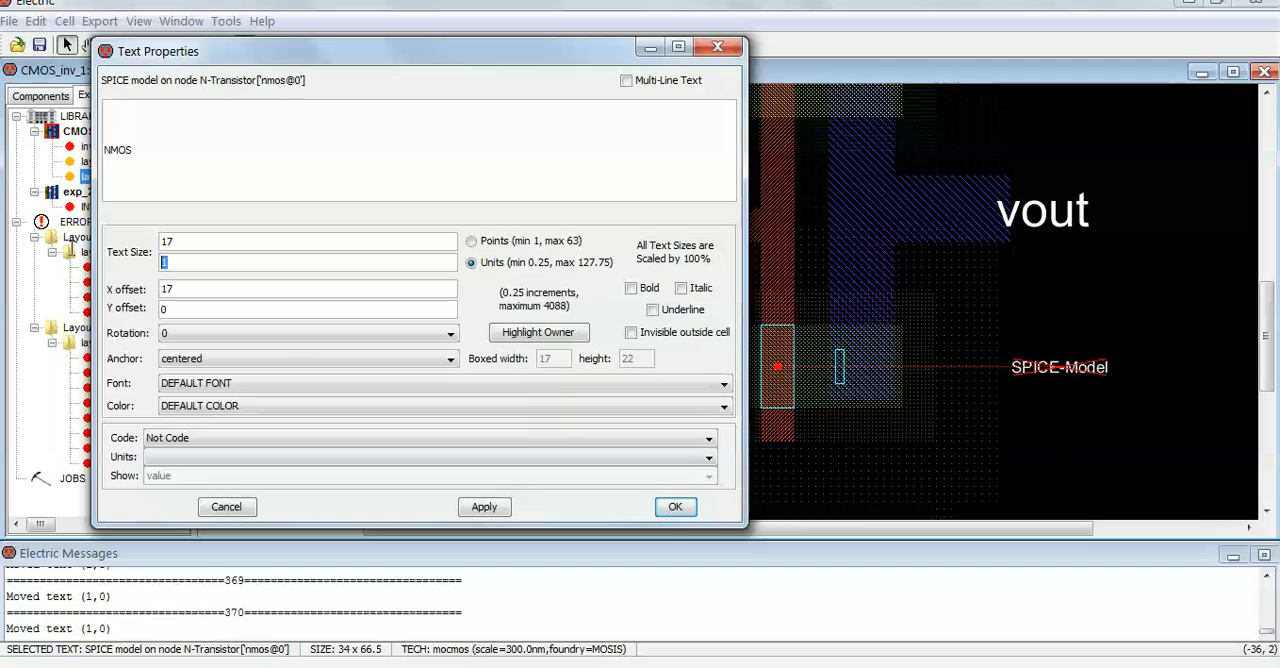 Electric
File Edit Cell Export View Window Tools Help
Text Properties
CMOS_inv_1:
SPICE model on node N-Transistor['nmos@0']
Multi-Line Text
Components
NMOS
ERROR
JOBS
Text Size:
17
1
Points (min 1, max 63)
Units (min 0.25, max 127.75)
All Text Sizes are
Scaled by 100%
X offset:
17
Y offset:
0
(0.25 increments,
maximum 4088)
Bold
Italic
Underline
Rotation:
0
Highlight Owner
Invisible outside cell
Anchor:
centered
Boxed width:
17
height:
22
Font:
DEFAULT FONT
Color:
DEFAULT COLOR
Code:
Not Code
Units:
Show:
value
Cancel
Apply
OK
vout
SPICE-Model
Electric Messages
Moved text (1,0)
================================369=================================
Moved text (1,0)
================================370=================================
Moved text (1,0)
SELECTED TEXT: SPICE model on node N-Transistor['nmos@0']
SIZE: 34 x 66.5
TECH: mocmos (scale=300.0nm,foundry=MOSIS)
(-36, 2)